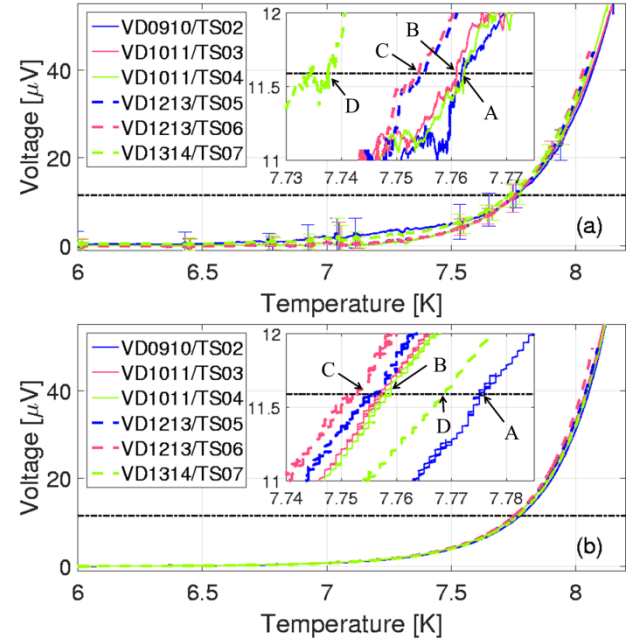 VD0910/TS02
VD1011/TS03
VD1011/TS04
VD1213/TS05
VD1213/TS06
VD1314/TS07
12
11.5
11
7.73 7.74 7.75 7.76 7.77
A
B
C
D
40
20
0
Voltage [μV]
6 6.5 7 7.5 8
Temperature [K]
(a)
VD0910/TS02
VD1011/TS03
VD1011/TS04
VD1213/TS05
VD1213/TS06
VD1314/TS07
12
11.5
11
7.74 7.75 7.76 7.77 7.78
C
B
D
A
40
20
0
Voltage [μV]
6 6.5 7 7.5 8
Temperature [K]
(b)